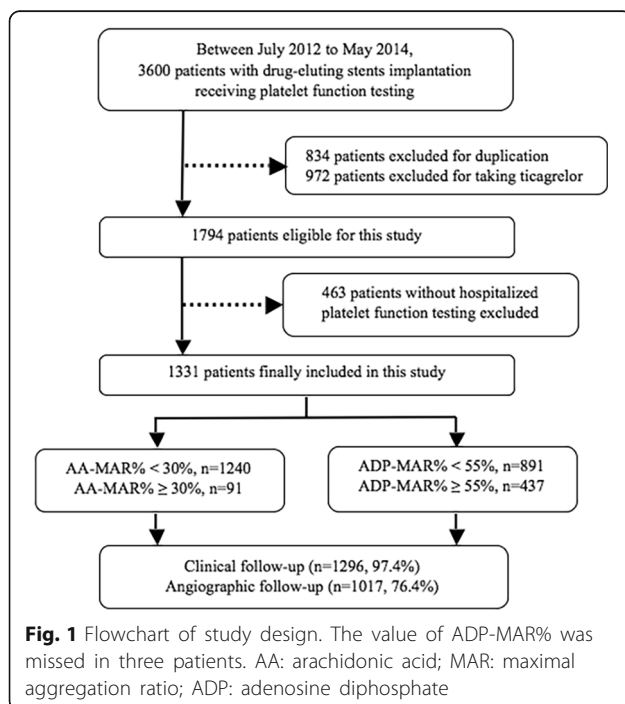 Between July 2012 to May 2014,
3600 patients with drug-eluting stents implantation
receiving platelet function testing
834 patients excluded for duplication
972 patients excluded for taking ticagrelor
1794 patients eligible for this study
463 patients without hospitalized
platelet function testing excluded
1331 patients finally included in this study
AA-MAR% < 30%, n=1240
AA-MAR% ≥ 30%, n=91
ADP-MAR% < 55%, n=891
ADP-MAR% ≥ 55%, n=437
Clinical follow-up (n=1296, 97.4%)
Angiographic follow-up (n=1017, 76.4%)
Fig. 1 Flowchart of study design. The value of ADP-MAR% was
missed in three patients. AA: arachidonic acid; MAR: maximal
aggregation ratio; ADP: adenosine diphosphate